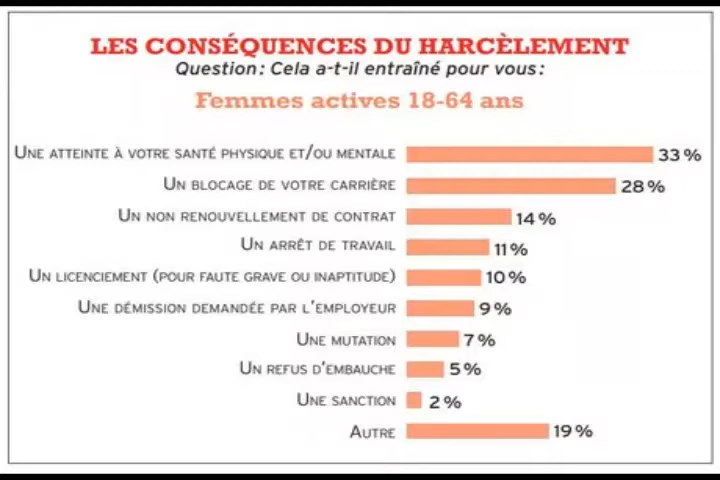 LES CONSÉQUENCES DU HARCÈLEMENT
Question : Cela a-t-il entraîné pour vous :
Femmes actives 18-64 ans
UNE ATTEINTE À VOTRE SANTÉ PHYSIQUE ET/OU MENTALE 33 %
UN BLOCAGE DE VOTRE CARRIÈRE 28 %
UN NON RENOUVELLEMENT DE CONTRAT 14 %
UN ARRÊT DE TRAVAIL 11 %
UN LICENCIEMENT (POUR FAUTE GRAVE OU INAPTITUDE) 10 %
UNE DÉMISSION DEMANDÉE PAR L'EMPLOYEUR 9 %
UNE MUTATION 7 %
UN REFUS D'EMBAUCHE 5 %
UNE SANCTION 2 %
AUTRE 19 %